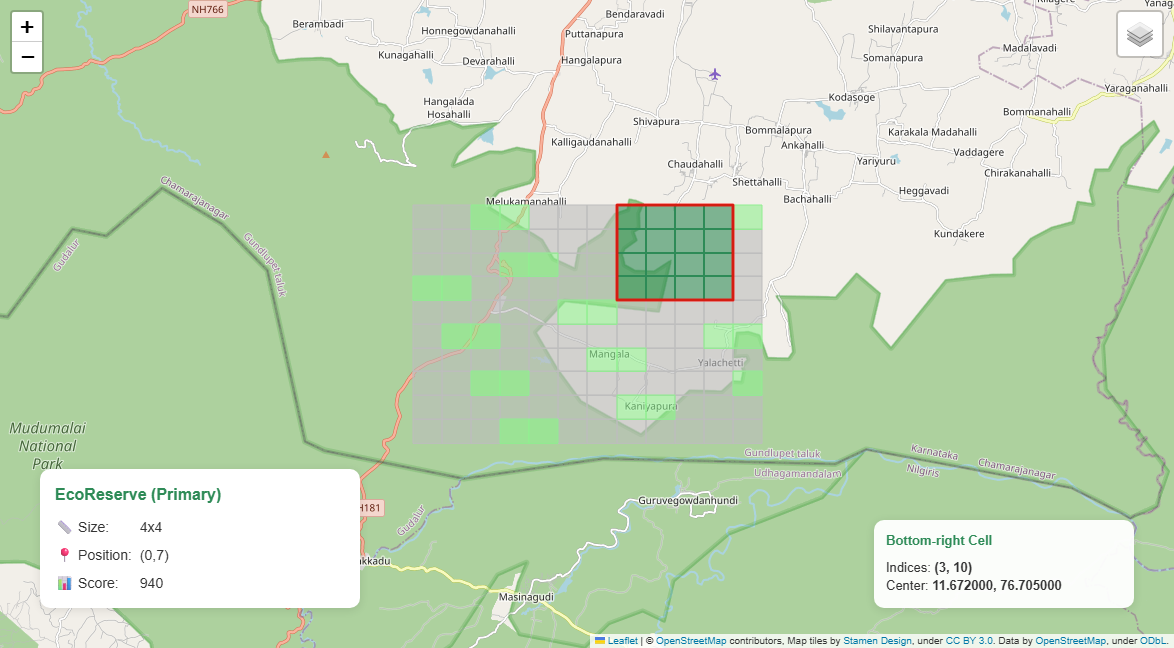 NH766
Berambadi
Honnegowdanahalli
Bendaravadi
Puttanapura
Kunagahalli
Devarahalli
Hangalapura
Shilavantapura
Somanapura
Madalavadi
Yaraganahalli
Hangalada
Hosahalli
Kodasoge
Bommanahalli
Shivapura
Bommalapura
Karakala Madahalli
Kalligaudanahalli
Ankahalli
Vaddagere
Chaudahalli
Yariyuru
Chirakanahalli
Shettahalli
Heggavadi
Melukamanahalli
Bachahalli
Kundakere
Chamarajanagar
Gudalur
Gundlupet taluk
Mangala
Yalachetti
Kaniyapura
Mudumalai
National
Park
Gundlupet taluk
Udhagamandalam
Karnataka
Nilgiris
Chamarajanagar
Guruvegowdanhundi
Gudalur
Masinagudi
+
−
EcoReserve (Primary)
Size: 4x4
Position: (0,7)
Score: 940
Bottom-right Cell
Indices: (3, 10)
Center: 11.672000, 76.705000
Leaflet | © OpenStreetMap contributors, Map tiles by Stamen Design, under CC BY 3.0. Data by OpenStreetMap, under ODbL.